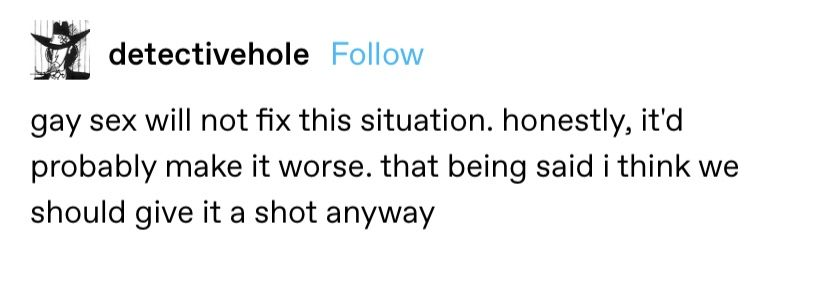 detectivehole Follow
gay sex will not fix this situation. honestly, it'd
probably make it worse. that being said i think we
should give it a shot anyway